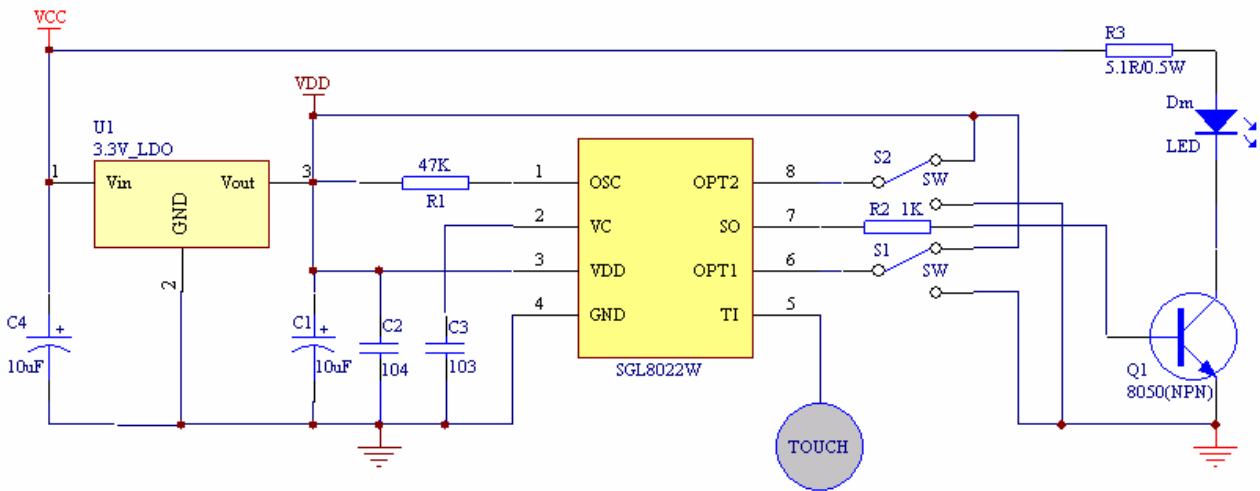 VCC
R3
5.1R/0.5W
VDD
Dm
LED
U1
3.3V_LDO
1
Vin
Vout
3
GND
2
47K
R1
1
OSC
OPT2
8
S2
SW
2
VC
SO
7
R2 1K
3
VDD
OPT1
6
S1
SW
4
GND
TI
5
C4
+
10uF
C1
+
10uF
C2
104
C3
103
SGL8022W
Q1
8050(NPN)
TOUCH